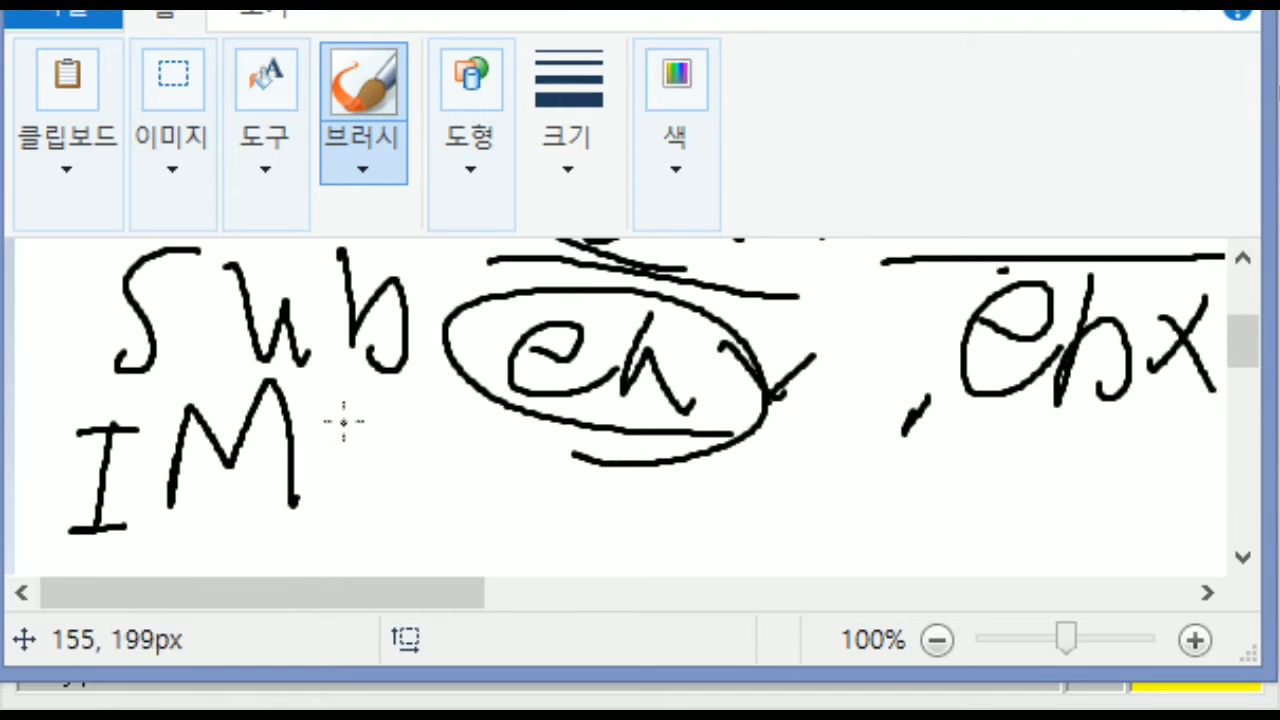 클립보드 이미지 도구 브러시 도형 크기 색
sub eax , ebx
IM
155, 199px 100%